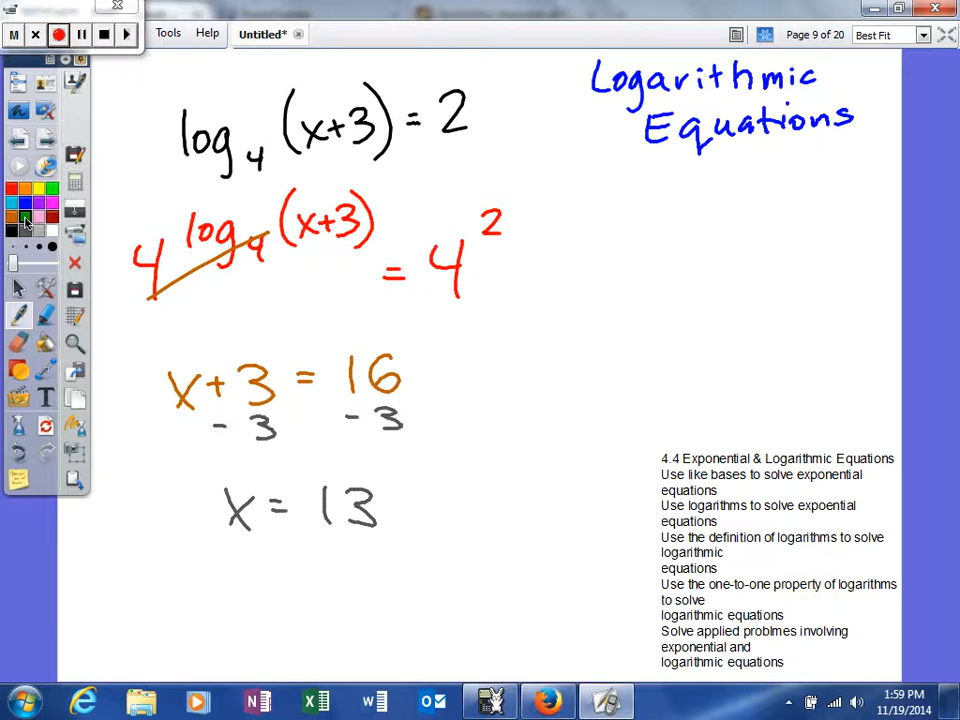 M
Tools Help Untitled* Page 9 of 20 Best Fit
Logarithmic
Equations
log₄ (x+3) = 2
4^log₄(x+3) = 4²
x+3 = 16
- 3 - 3
x = 13
4.4 Exponential & Logarithmic Equations
Use like bases to solve exponential
equations
Use logarithms to solve expoential
equations
Use the definition of logarithms to solve
logarithmic
equations
Use the one-to-one property of logarithms
to solve
logarithmic equations
Solve applied problmes involving
exponential and
logarithmic equations
1:59 PM
11/19/2014